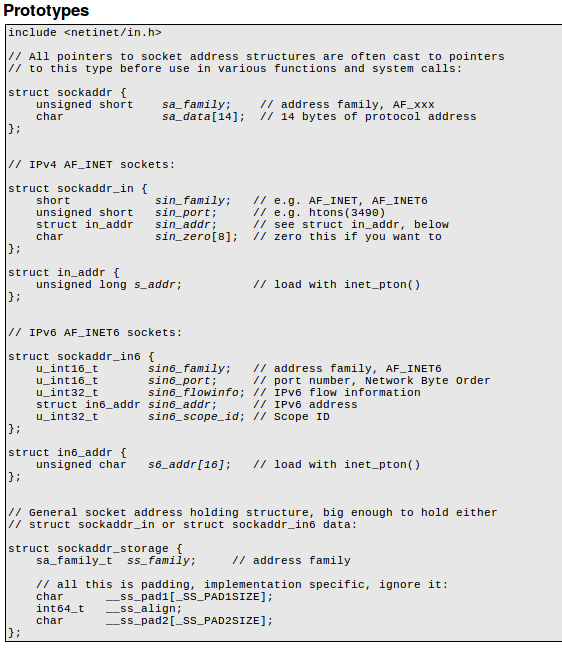 Prototypes
include <netinet/in.h>
// All pointers to socket address structures are often cast to pointers
// to this type before use in various functions and system calls:
struct sockaddr {
unsigned short sa_family; // address family, AF_xxx
char sa_data[14]; // 14 bytes of protocol address
};
// IPv4 AF_INET sockets:
struct sockaddr_in {
short sin_family; // e.g. AF_INET, AF_INET6
unsigned short sin_port; // e.g. htons(3490)
struct in_addr sin_addr; // see struct in_addr, below
char sin_zero[8]; // zero this if you want to
};
struct in_addr {
unsigned long s_addr; // load with inet_pton()
};
// IPv6 AF_INET6 sockets:
struct sockaddr_in6 {
u_int16_t sin6_family; // address family, AF_INET6
u_int16_t sin6_port; // port number, Network Byte Order
u_int32_t sin6_flowinfo; // IPv6 flow information
struct in6_addr sin6_addr; // IPv6 address
u_int32_t sin6_scope_id; // Scope ID
};
struct in6_addr {
unsigned char s6_addr[16]; // load with inet_pton()
};
// General socket address holding structure, big enough to hold either
// struct sockaddr_in or struct sockaddr_in6 data:
struct sockaddr_storage {
sa_family_t ss_family; // address family
// all this is padding, implementation specific, ignore it:
char __ss_pad1[_SS_PAD1SIZE];
int64_t __ss_align;
char __ss_pad2[_SS_PAD2SIZE];
};